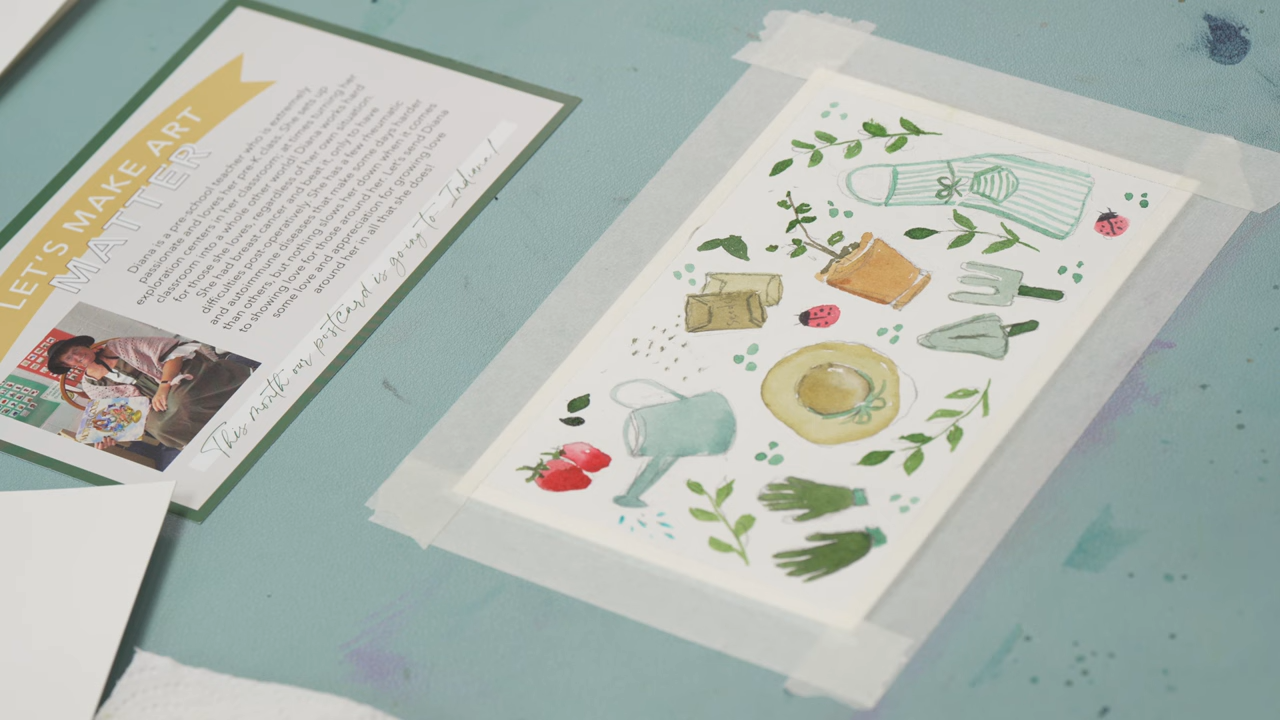 LET'S MAKE ART
MATTER
Diana is a pre-school teacher who is extremely
passionate and loves her pre-K class. She sets up
exploration centers in her classroom, at times turning her
classroom into a whole other world! Diana works hard
for those she loves, regardless of her own situation.
She had breast cancer and beat it, only to have
difficulties postoperatively. She has a few rheumatic
and autoimmune diseases that make some days harder
than others, but nothing slows her down when it comes
to showing love for those around her. Let's send Diana
some love and appreciation for growing love
around her in all that she does!
This month our postcard is going to Indiana!